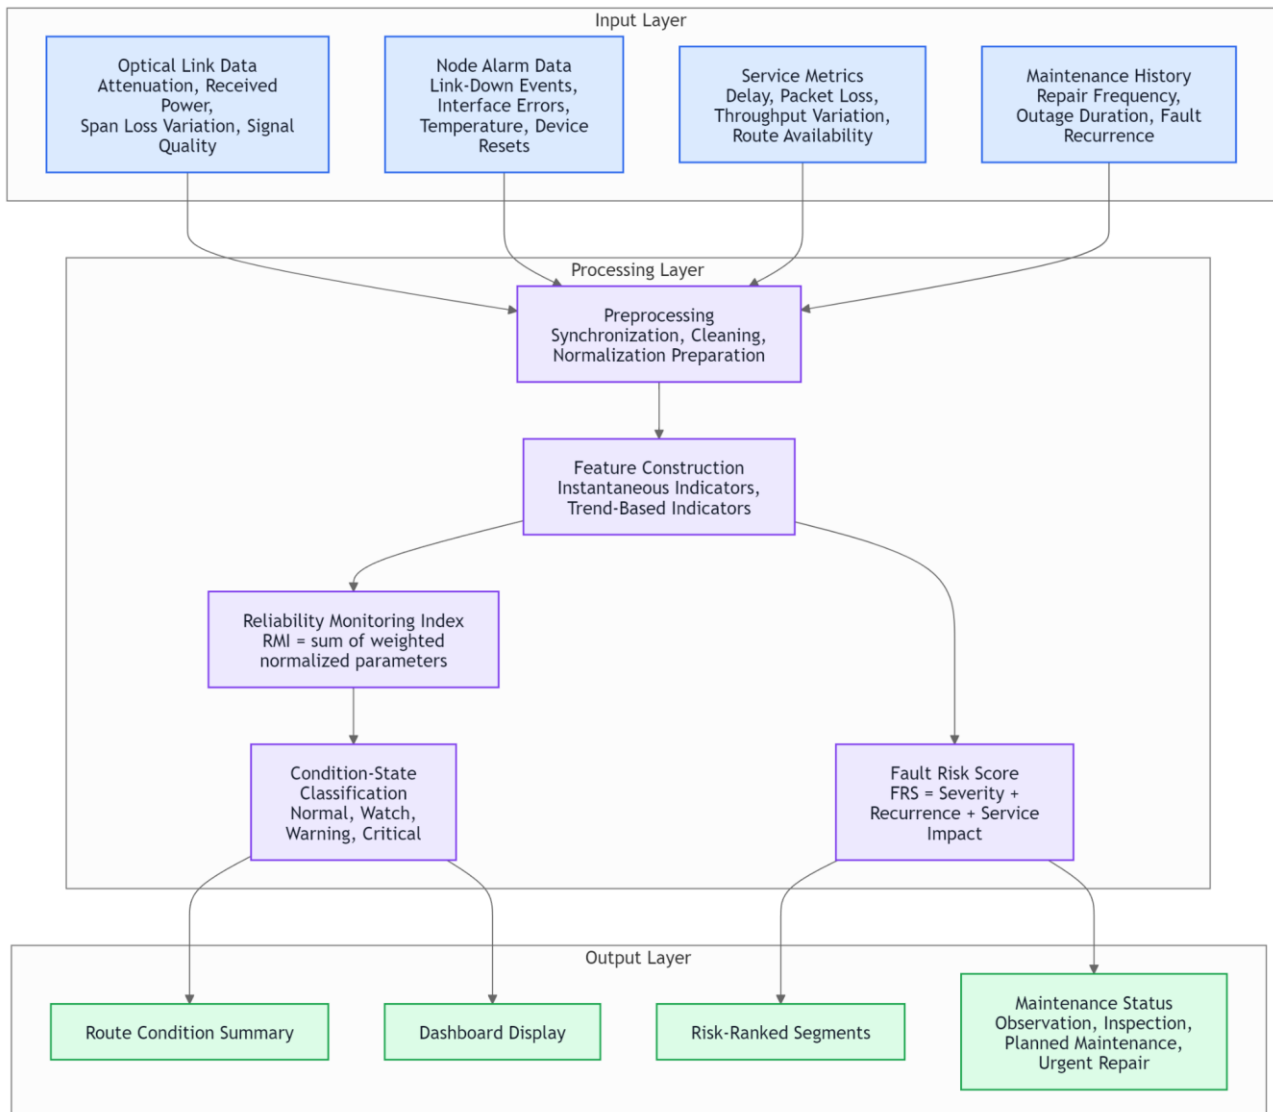 Input Layer
Optical Link Data
Attenuation, Received
Power,
Span Loss Variation, Signal
Quality
Node Alarm Data
Link-Down Events,
Interface Errors,
Temperature, Device
Resets
Service Metrics
Delay, Packet Loss,
Throughput Variation,
Route Availability
Maintenance History
Repair Frequency,
Outage Duration, Fault
Recurrence
Processing Layer
Preprocessing
Synchronization, Cleaning,
Normalization Preparation
Feature Construction
Instantaneous Indicators,
Trend-Based Indicators
Reliability Monitoring Index
RMI = sum of weighted
normalized parameters
Condition-State
Classification
Normal, Watch,
Warning, Critical
Fault Risk Score
FRS = Severity +
Recurrence + Service
Impact
Output Layer
Route Condition Summary
Dashboard Display
Risk-Ranked Segments
Maintenance Status
Observation, Inspection,
Planned Maintenance,
Urgent Repair